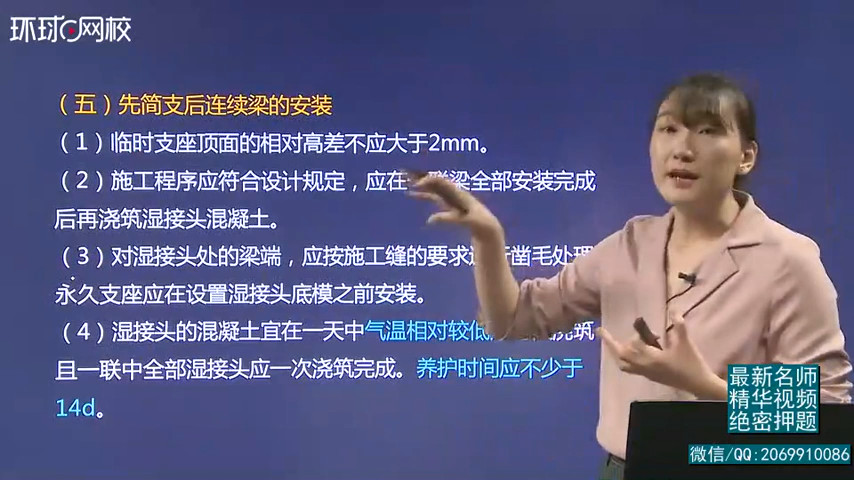 环球网校
（五）先简支后连续梁的安装
（1）临时支座顶面的相对高差不应大于2mm。
（2）施工程序应符合设计规定，应在 联梁全部安装完成
后再浇筑湿接头混凝土。
（3）对湿接头处的梁端，应按施工缝的要求 凿毛处理
永久支座应在设置湿接头底模之前安装。
（4）湿接头的混凝土宜在一天中气温相对较低 浇筑
且一联中全部湿接头应一次浇筑完成。养护时间应不少于
14d。
最新名师
精华视频
绝密押题
微信/QQ:2069910086